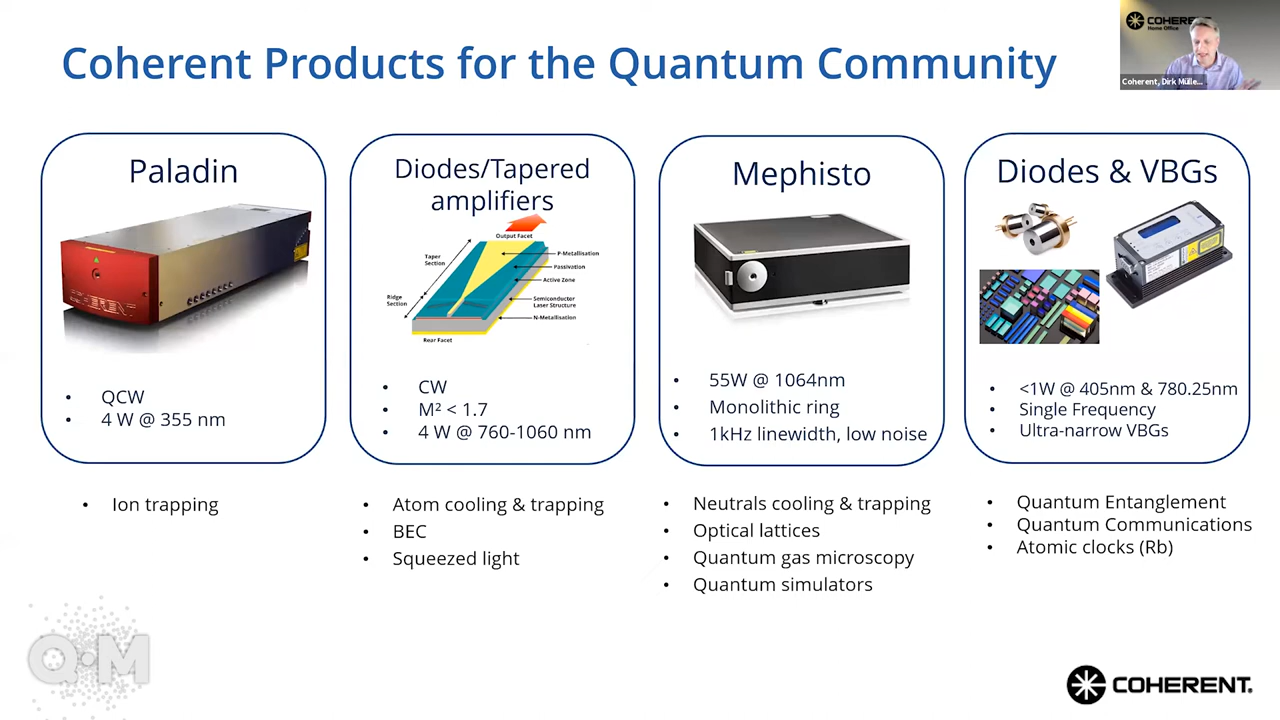 Coherent Products for the Quantum Community
COHERENT
Home Office
Coherent, Dirk Mülle...
Paladin
QCW
4 W @ 355 nm
Ion trapping
Diodes/Tapered
amplifiers
Output Facet
Taper
Section
P-Metallisation
Passivation
Active Zone
Ridge
Section
Semiconductor
Laser Structure
N-Metallisation
Rear Facet
CW
M² < 1.7
4 W @ 760-1060 nm
Atom cooling & trapping
BEC
Squeezed light
Mephisto
55W @ 1064nm
Monolithic ring
1kHz linewidth, low noise
Neutrals cooling & trapping
Optical lattices
Quantum gas microscopy
Quantum simulators
Diodes & VBGs
<1W @ 405nm & 780.25nm
Single Frequency
Ultra-narrow VBGs
Quantum Entanglement
Quantum Communications
Atomic clocks (Rb)
Q·M
COHERENT.